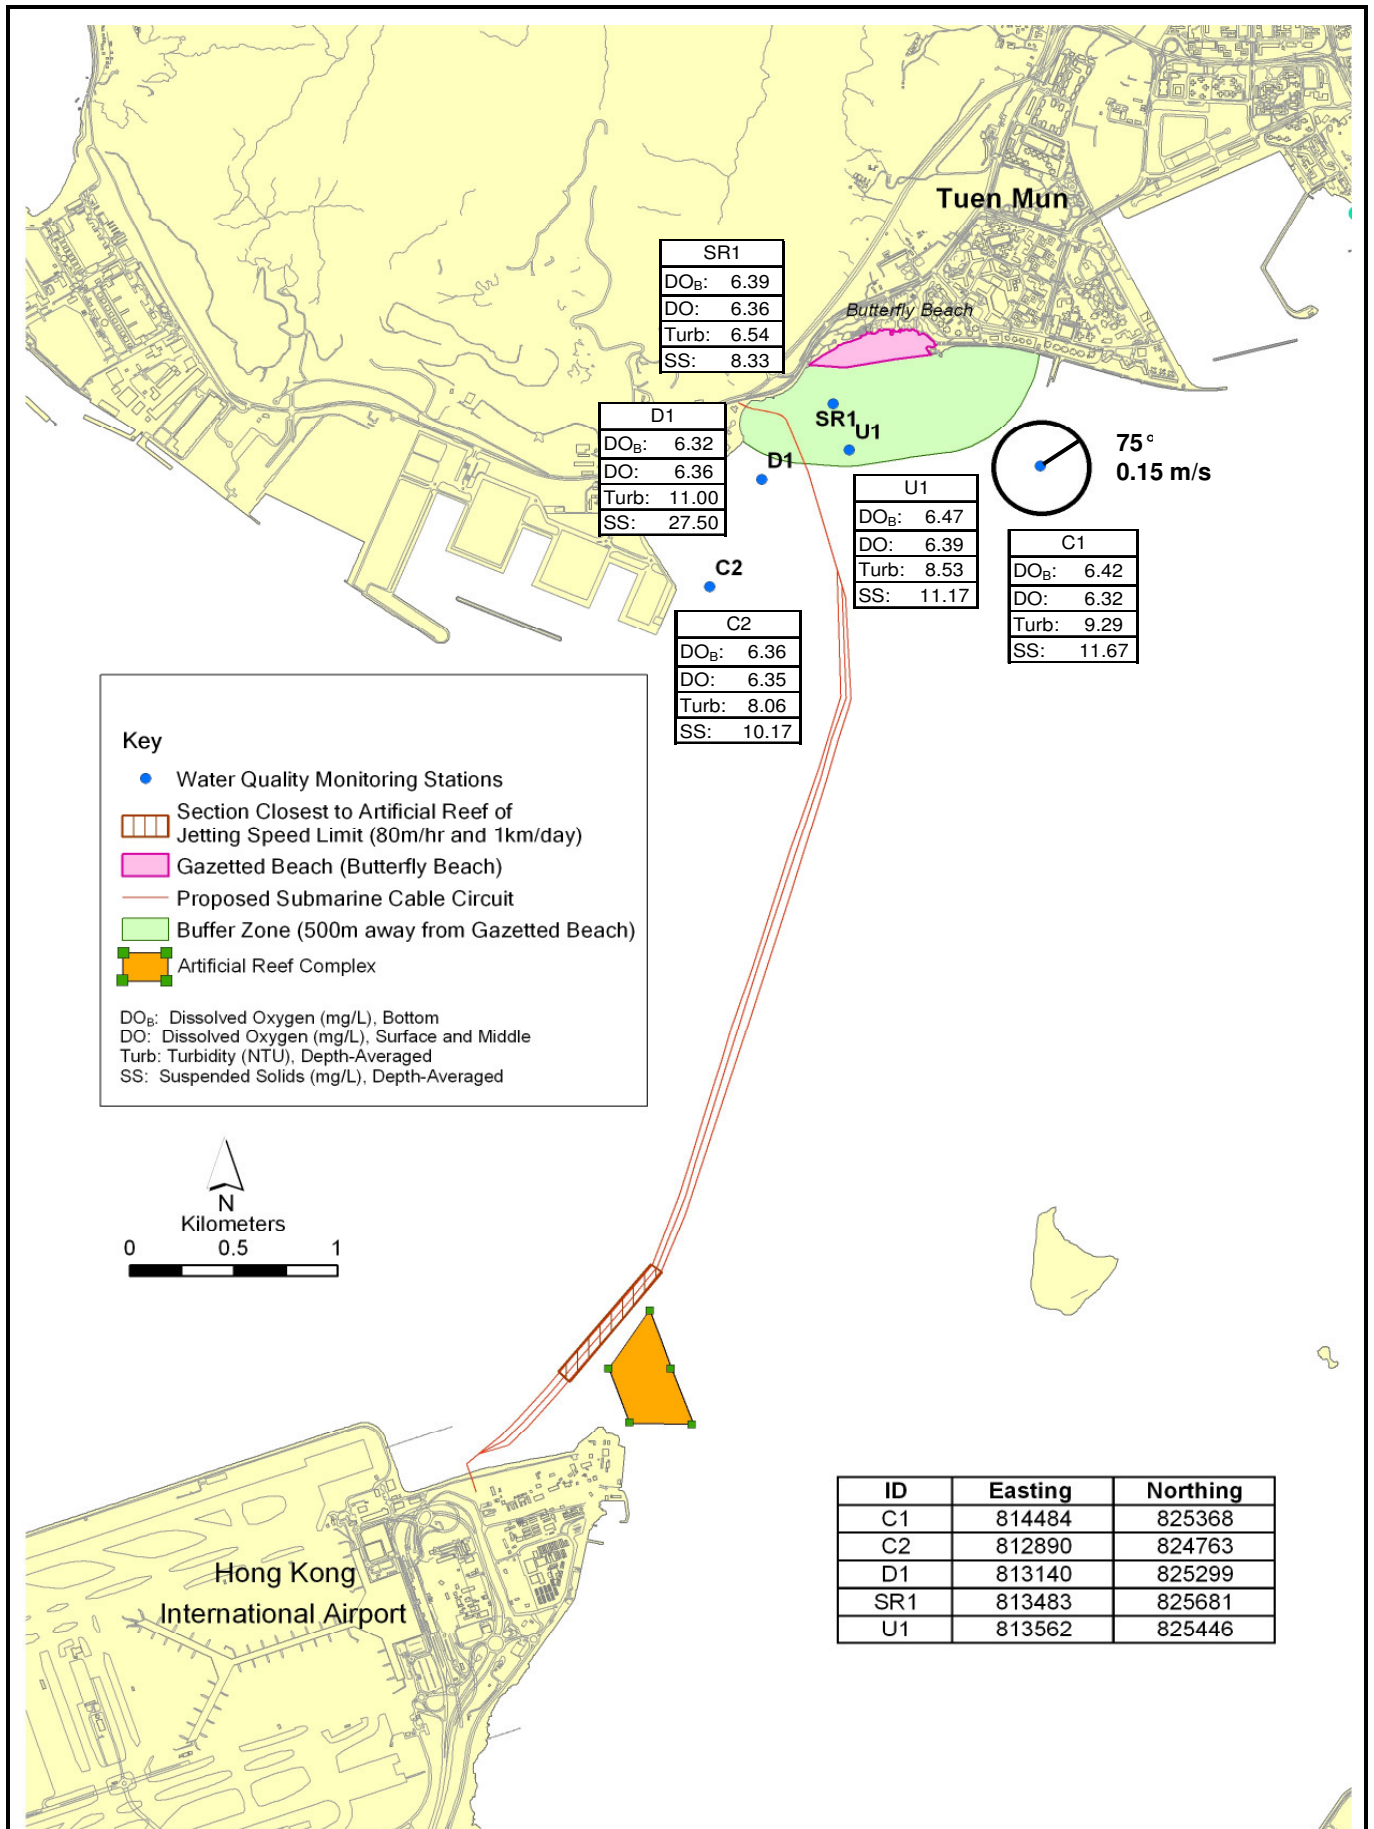 Tuen Mun
SR1
DOB: 6.39
DO: 6.36
Turb: 6.54
SS: 8.33
Butterfly Beach
D1
DOB: 6.32
DO: 6.36
Turb: 11.00
SS: 27.50
SR1
U1
D1
75°
0.15 m/s
U1
DOB: 6.47
DO: 6.39
Turb: 8.53
SS: 11.17
C1
DOB: 6.42
DO: 6.32
Turb: 9.29
SS: 11.67
C2
C2
DOB: 6.36
DO: 6.35
Turb: 8.06
SS: 10.17
Key
Water Quality Monitoring Stations
Section Closest to Artificial Reef of
Jetting Speed Limit (80m/hr and 1km/day)
Gazetted Beach (Butterfly Beach)
Proposed Submarine Cable Circuit
Buffer Zone (500m away from Gazetted Beach)
Artificial Reef Complex
DOB: Dissolved Oxygen (mg/L), Bottom
DO: Dissolved Oxygen (mg/L), Surface and Middle
Turb: Turbidity (NTU), Depth-Averaged
SS: Suspended Solids (mg/L), Depth-Averaged
N
Kilometers
0 0.5 1
ID Easting Northing
C1 814484 825368
C2 812890 824763
D1 813140 825299
SR1 813483 825681
U1 813562 825446
Hong Kong
International Airport